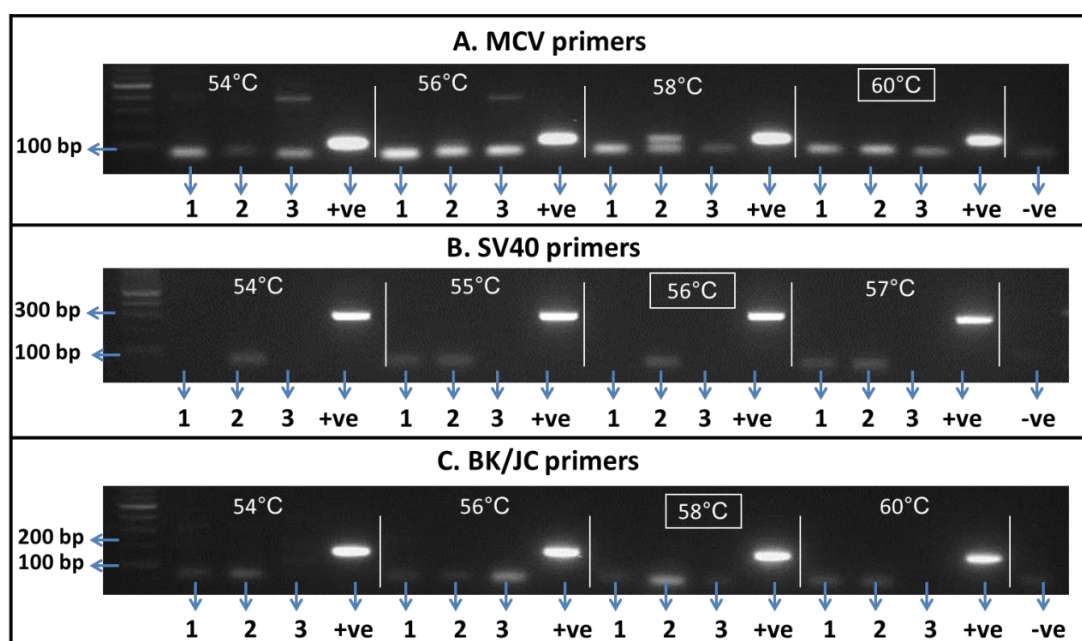 A. MCV primers
54°C 56°C 58°C 60°C
100 bp
1 2 3 +ve 1 2 3 +ve 1 2 3 +ve 1 2 3 +ve -ve
B. SV40 primers
54°C 55°C 56°C 57°C
300 bp
100 bp
1 2 3 +ve 1 2 3 +ve 1 2 3 +ve 1 2 3 +ve -ve
C. BK/JC primers
54°C 56°C 58°C 60°C
200 bp
100 bp
1 2 3 +ve 1 2 3 +ve 1 2 3 +ve 1 2 3 +ve -ve